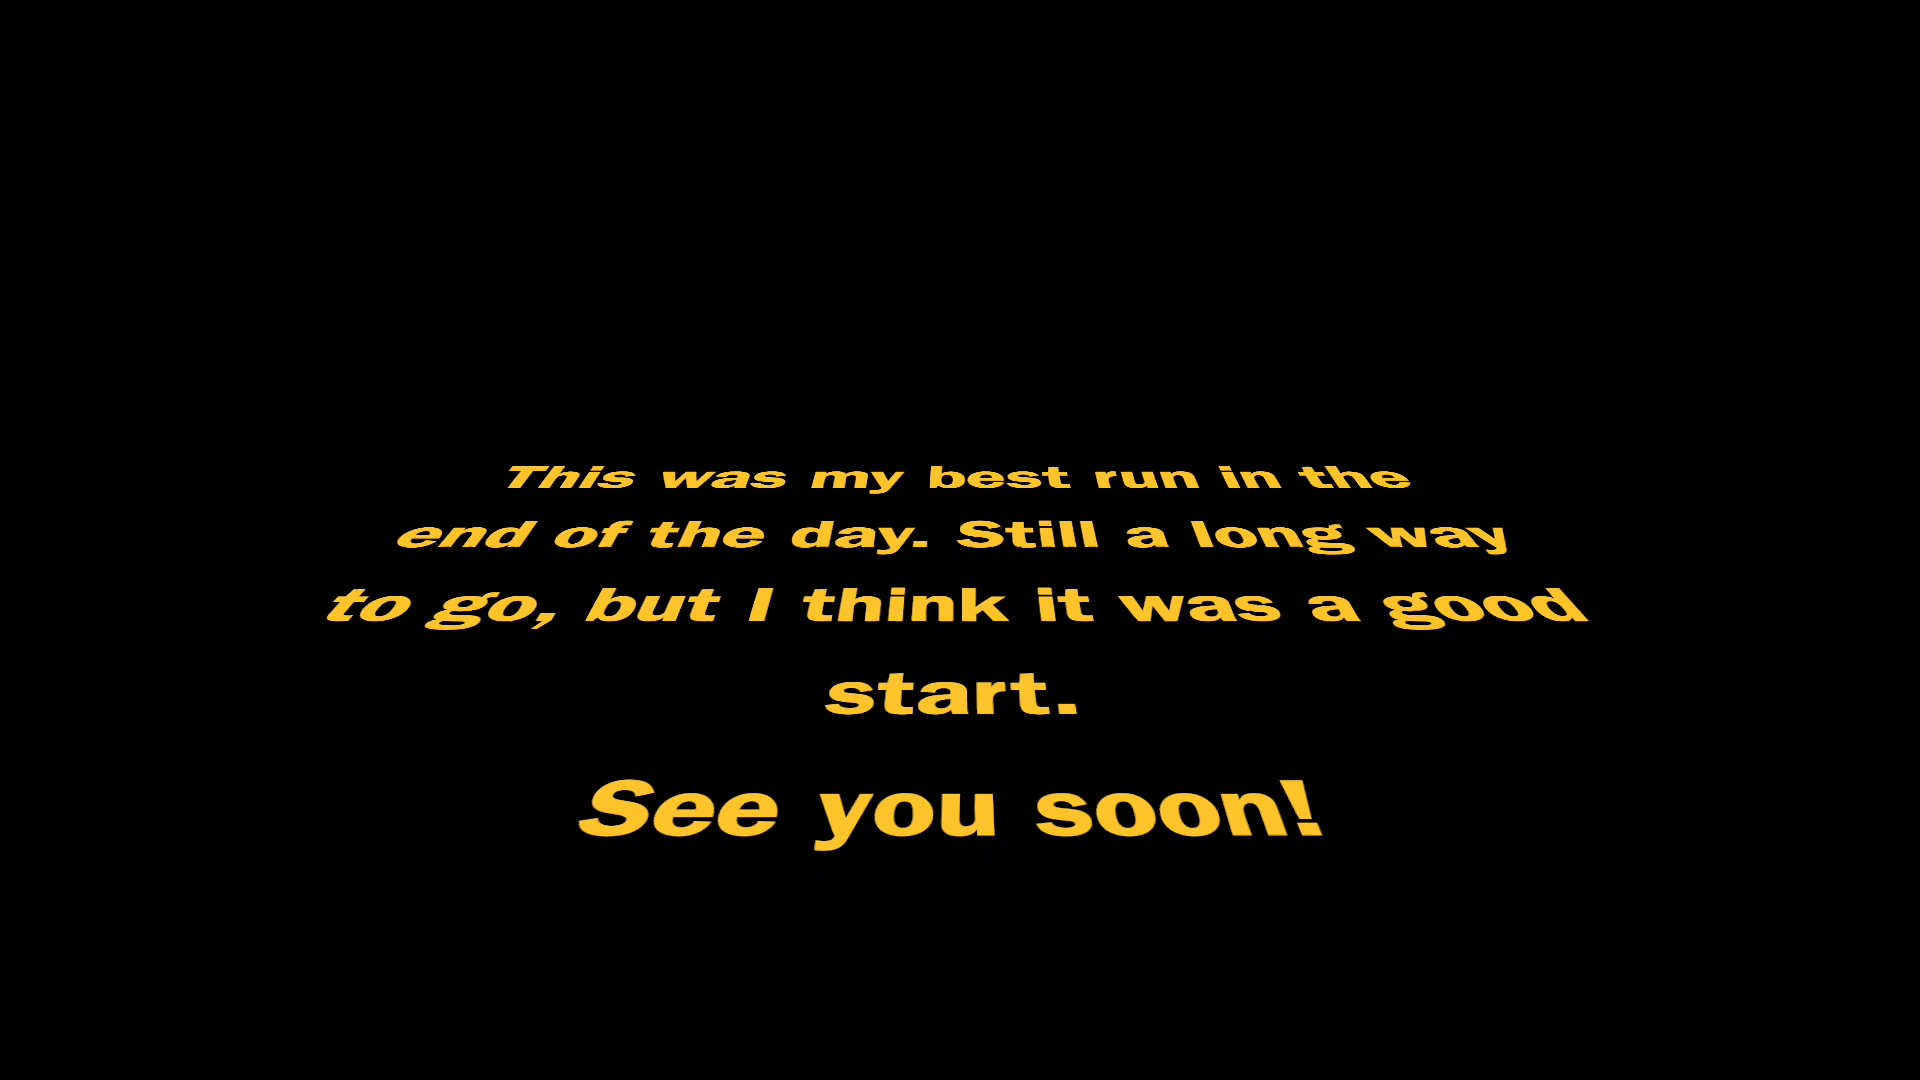 This was my best run in the
end of the day. Still a long way
to go, but I think it was a good
start.
See you soon!